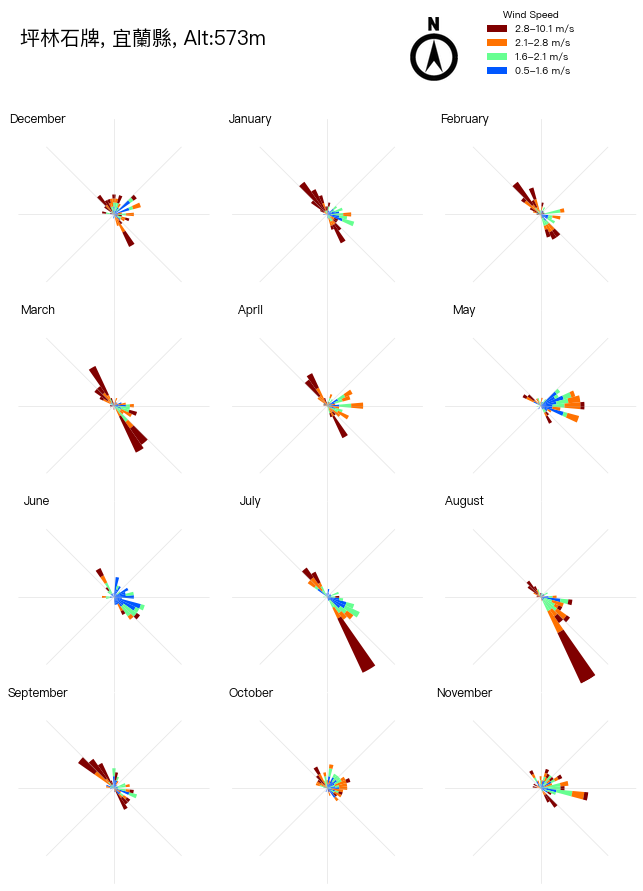 坪林石牌, 宜蘭縣, Alt:573m
N
Wind Speed
2.8–10.1 m/s
2.1–2.8 m/s
1.6–2.1 m/s
0.5–1.6 m/s
December
January
February
March
April
May
June
July
August
September
October
November